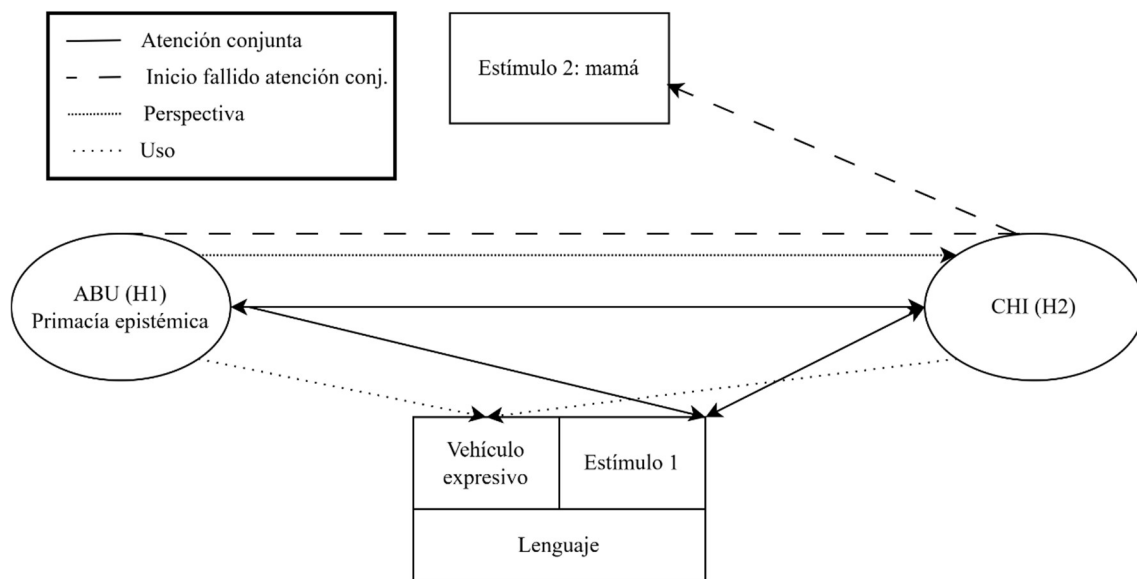 Atención conjunta
Inicio fallido atención conj.
Perspectiva
Uso
Estímulo 2: mamá
ABU (H1)
Primacía epistémica
CHI (H2)
Vehículo
expresivo
Estímulo 1
Lenguaje